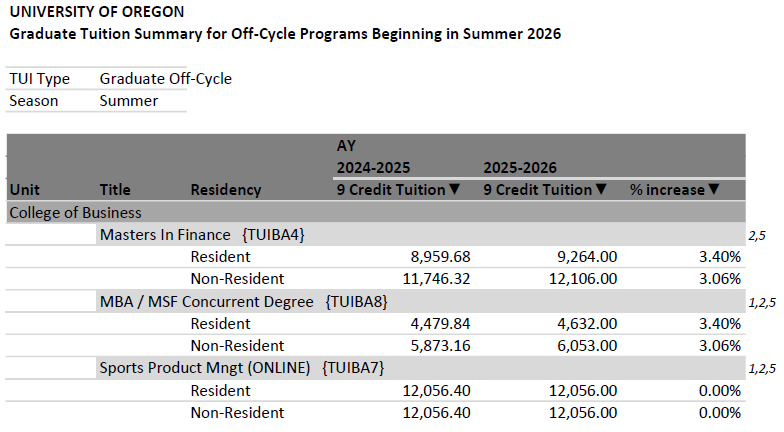 UNIVERSITY OF OREGON
Graduate Tuition Summary for Off-Cycle Programs Beginning in Summer 2026
TUI Type Graduate Off-Cycle
Season Summer
AY
2024-2025 2025-2026
Unit Title Residency 9 Credit Tuition▼ 9 Credit Tuition▼ % increase▼
College of Business
Masters In Finance {TUIBA4} 2,5
Resident 8,959.68 9,264.00 3.40%
Non-Resident 11,746.32 12,106.00 3.06%
MBA / MSF Concurrent Degree {TUIBA8} 1,2,5
Resident 4,479.84 4,632.00 3.40%
Non-Resident 5,873.16 6,053.00 3.06%
Sports Product Mngt (ONLINE) {TUIBA7} 1,2,5
Resident 12,056.40 12,056.00 0.00%
Non-Resident 12,056.40 12,056.00 0.00%